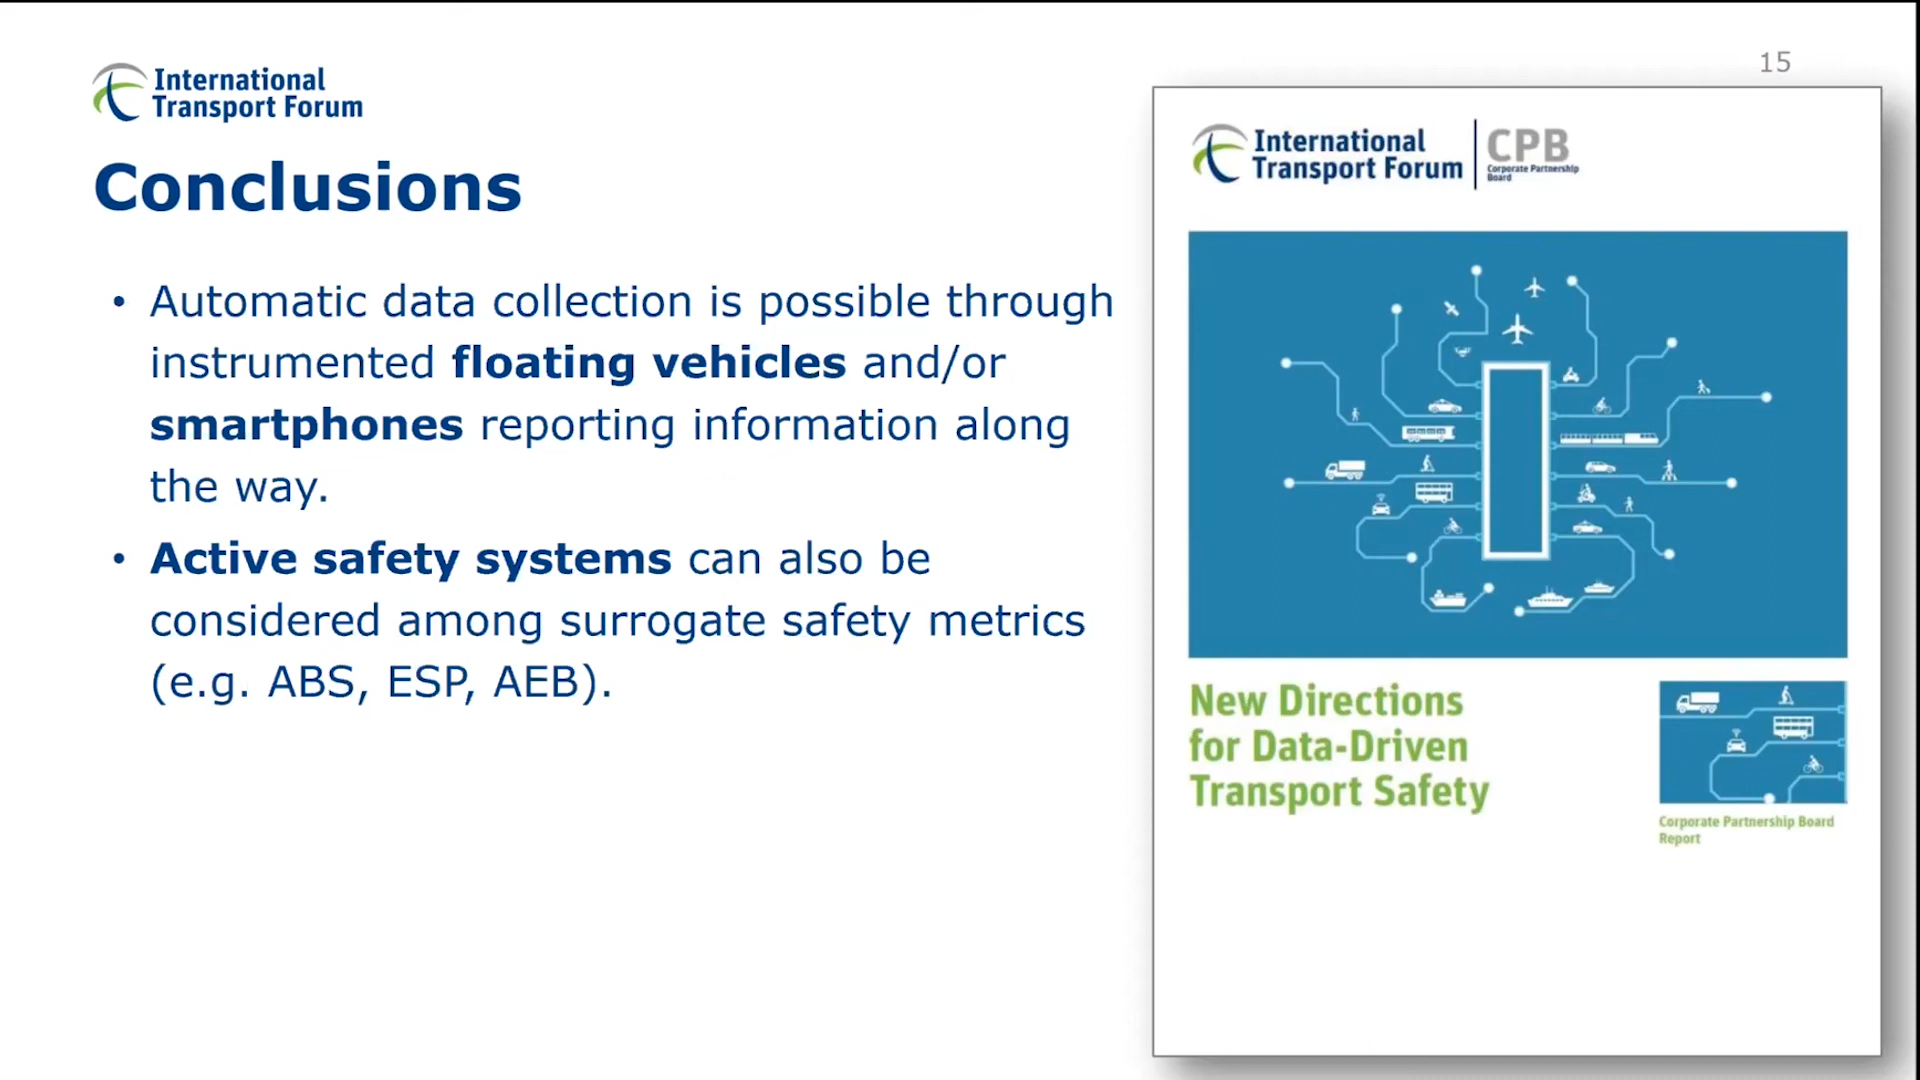 15
International
Transport Forum
Conclusions
• Automatic data collection is possible through
instrumented floating vehicles and/or
smartphones reporting information along
the way.
• Active safety systems can also be
considered among surrogate safety metrics
(e.g. ABS, ESP, AEB).
International
Transport Forum
CPB
Corporate Partnership
Board
New Directions
for Data-Driven
Transport Safety
Corporate Partnership Board
Report